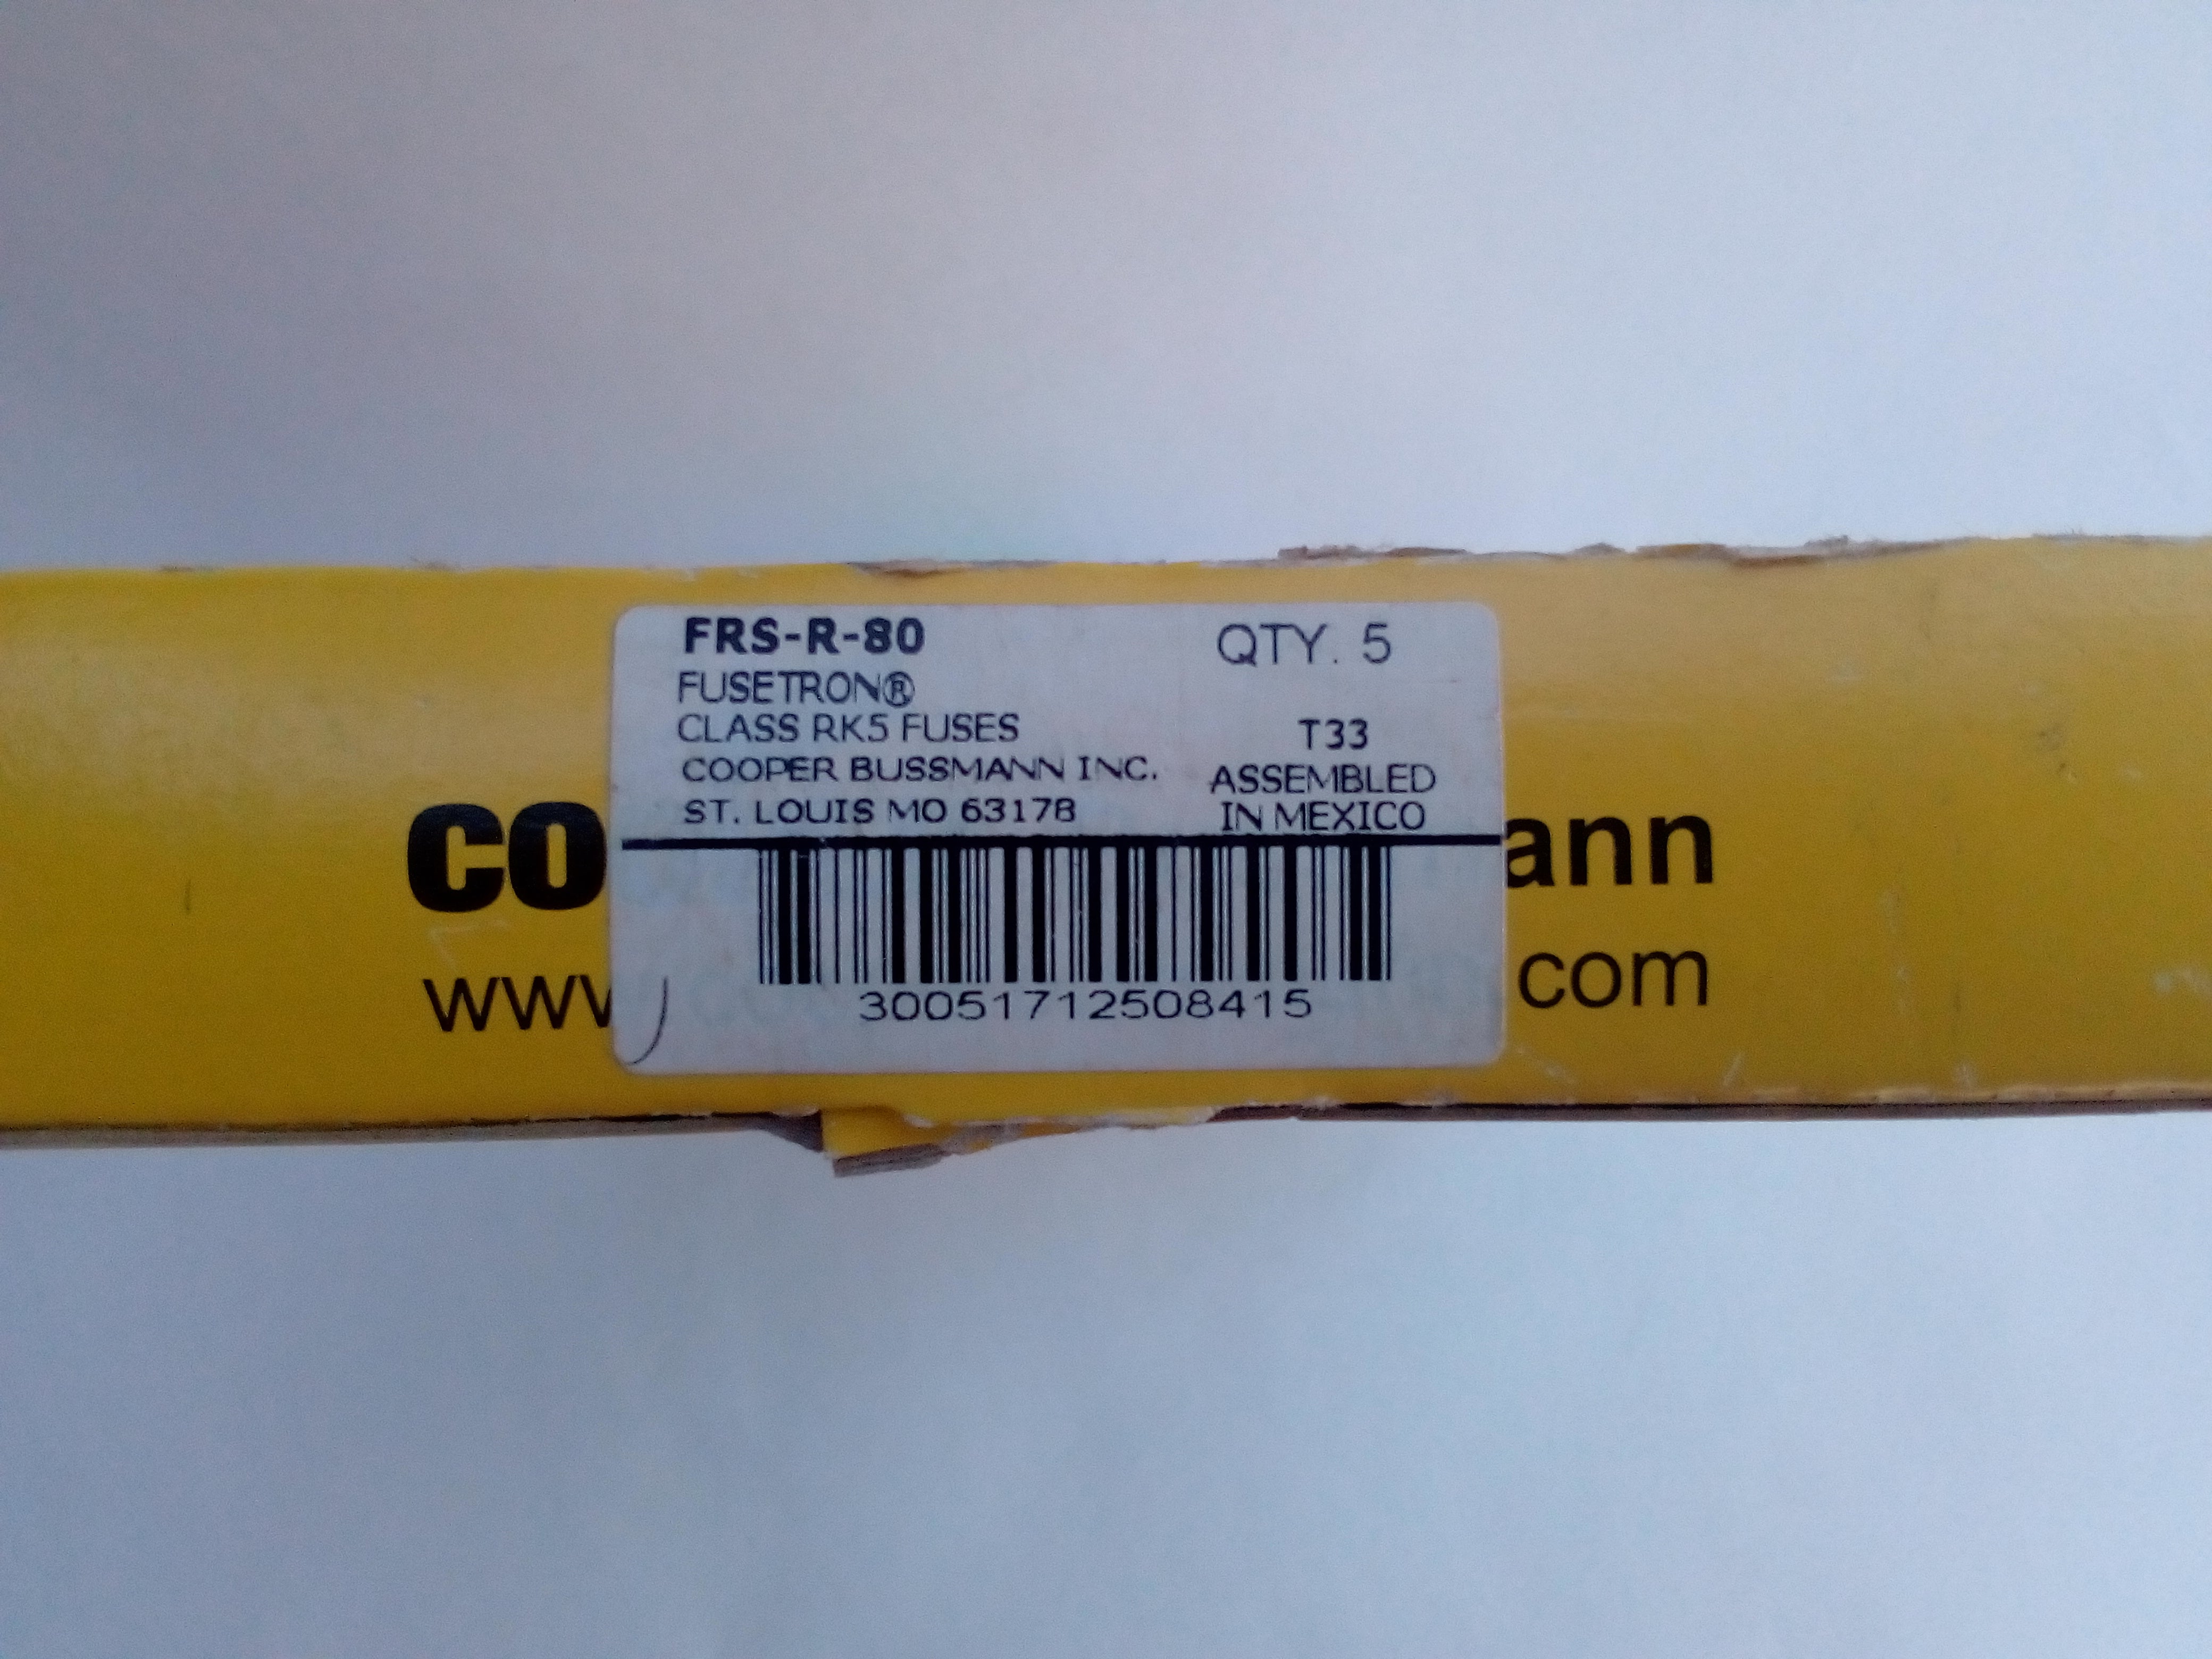 FRS-R-80 QTY. 5
FUSETRON®
CLASS RK5 FUSES T33
COOPER BUSSMANN INC. ASSEMBLED
ST. LOUIS MO 63178 IN MEXICO
co ann
www .com
30051712508415